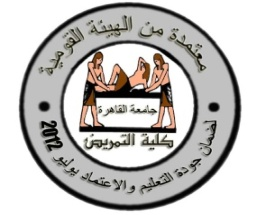 معتمدة من الهيئة القومية
جامعة القاهرة
كلية التمريض
لضمان جودة التعليم والاعتماد يوليو 2012